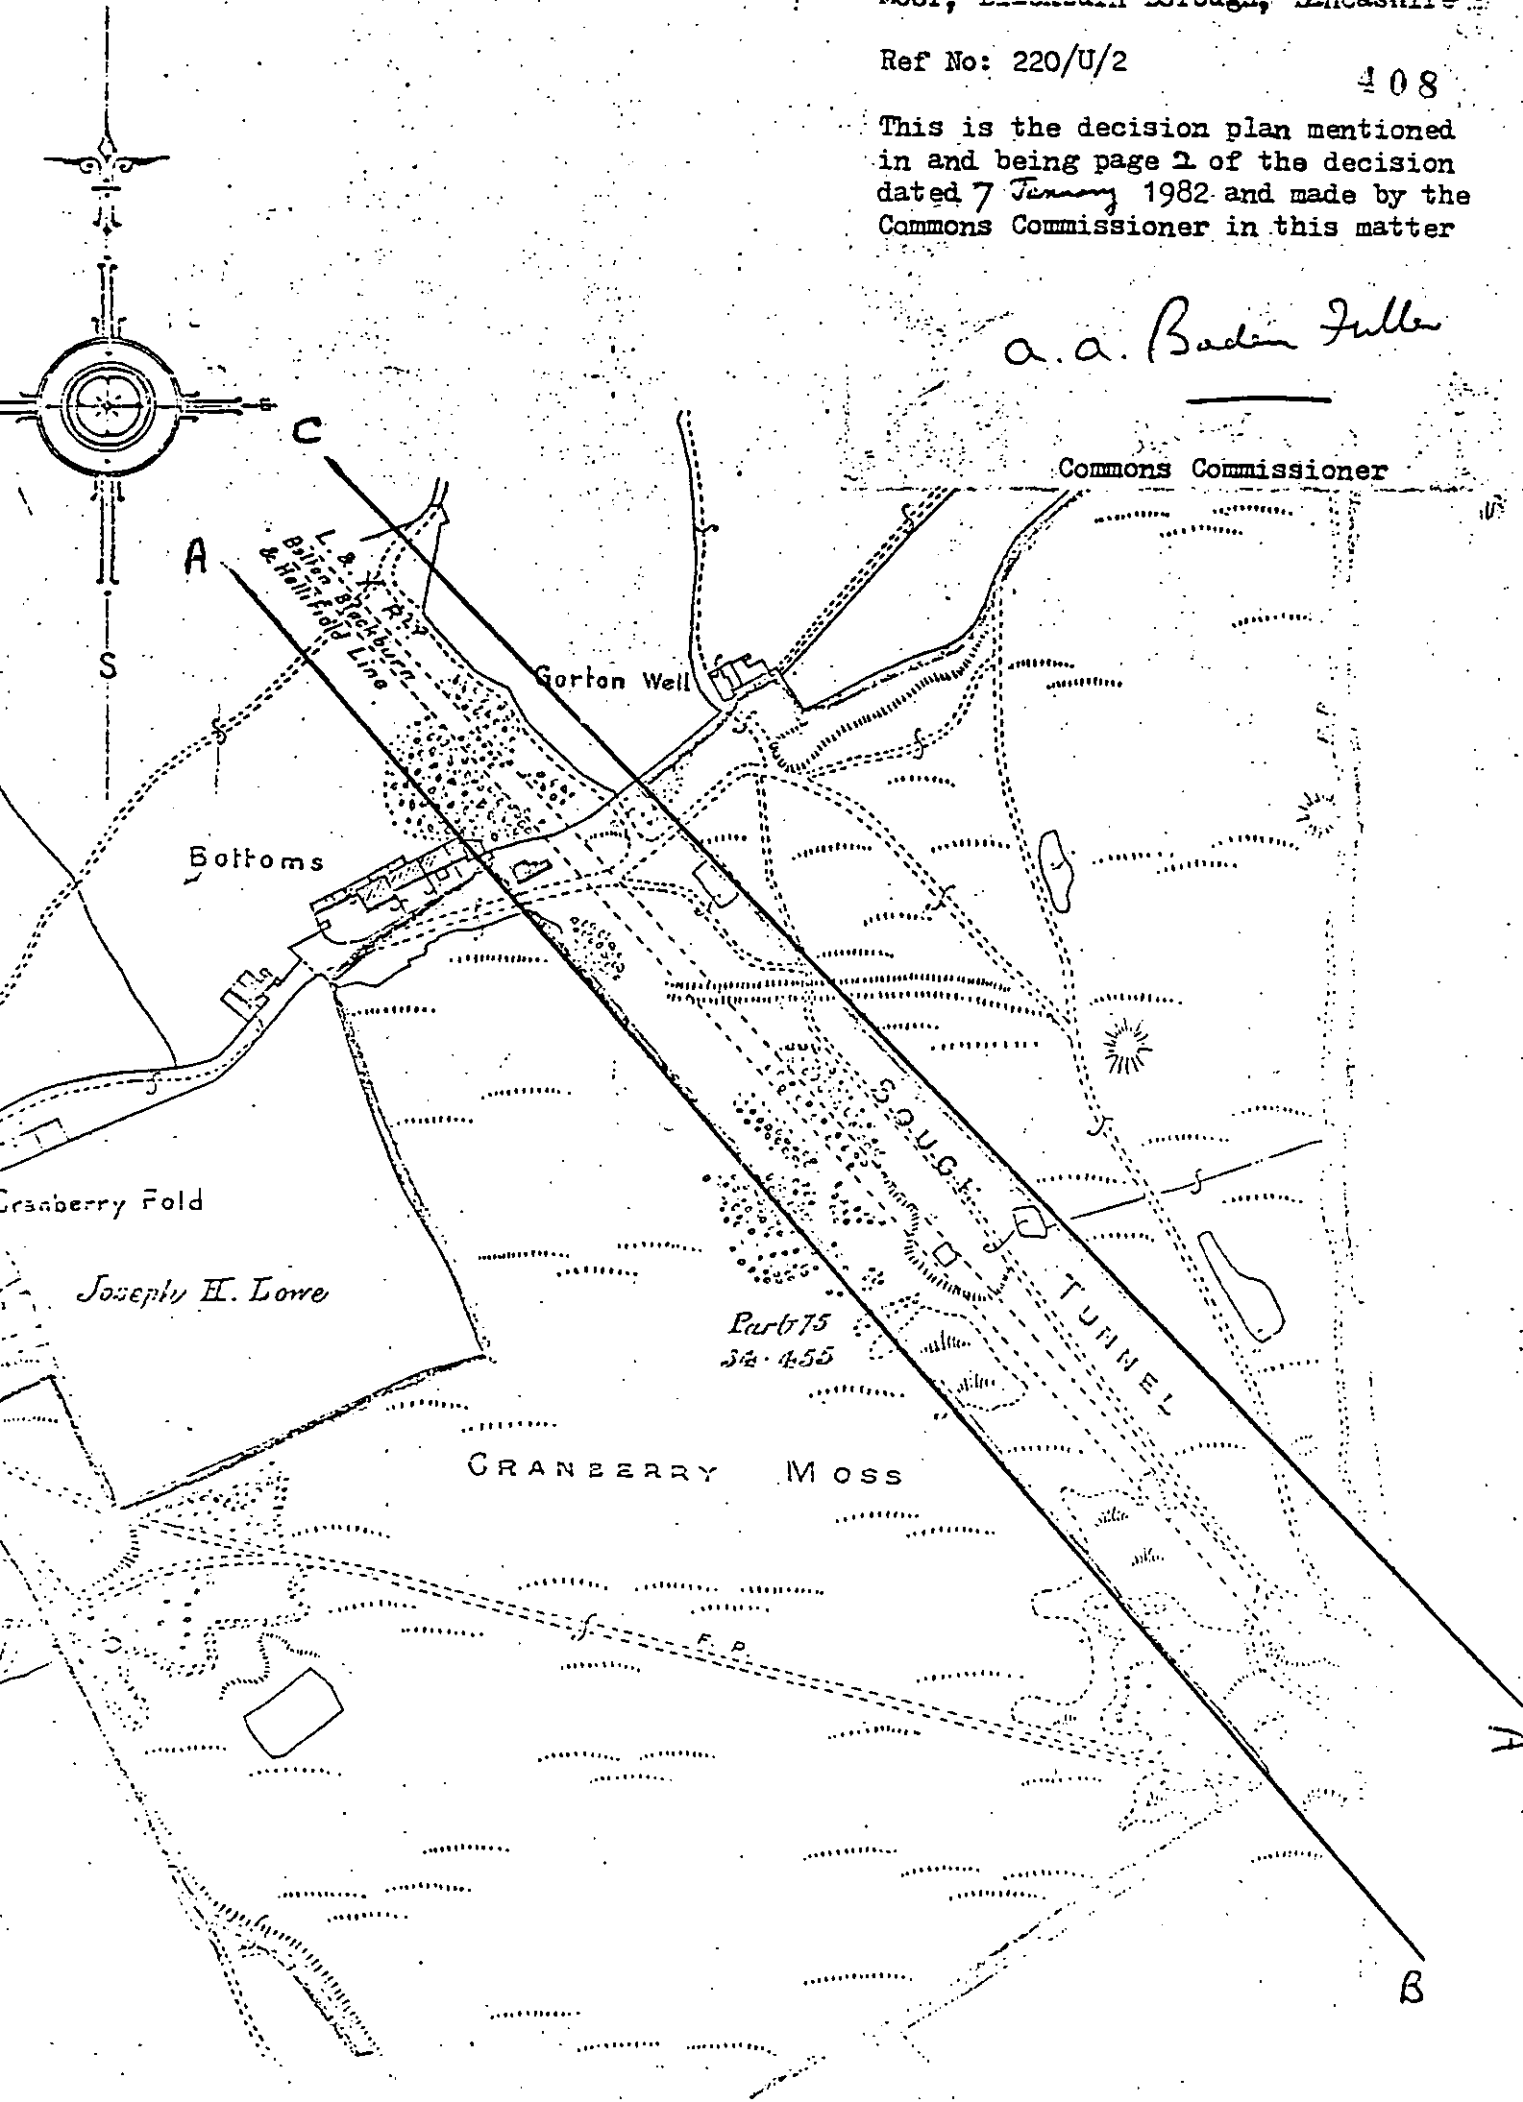 Ref No: 220/U/2
408
This is the decision plan mentioned
in and being page 2 of the decision
dated 7 January 1982 and made by the
Commons Commissioner in this matter
a. a. Baden Fuller
Commons Commissioner
E
C
A
S
L. & Y. Rly
Bolton Blackburn
& Hellifield Line
Gorton Well
Bottoms
SOUGH TUNNEL
Cranberry Fold
Joseph H. Lowe
Part 75
34.455
CRANBERRY MOSS
F. P.
B